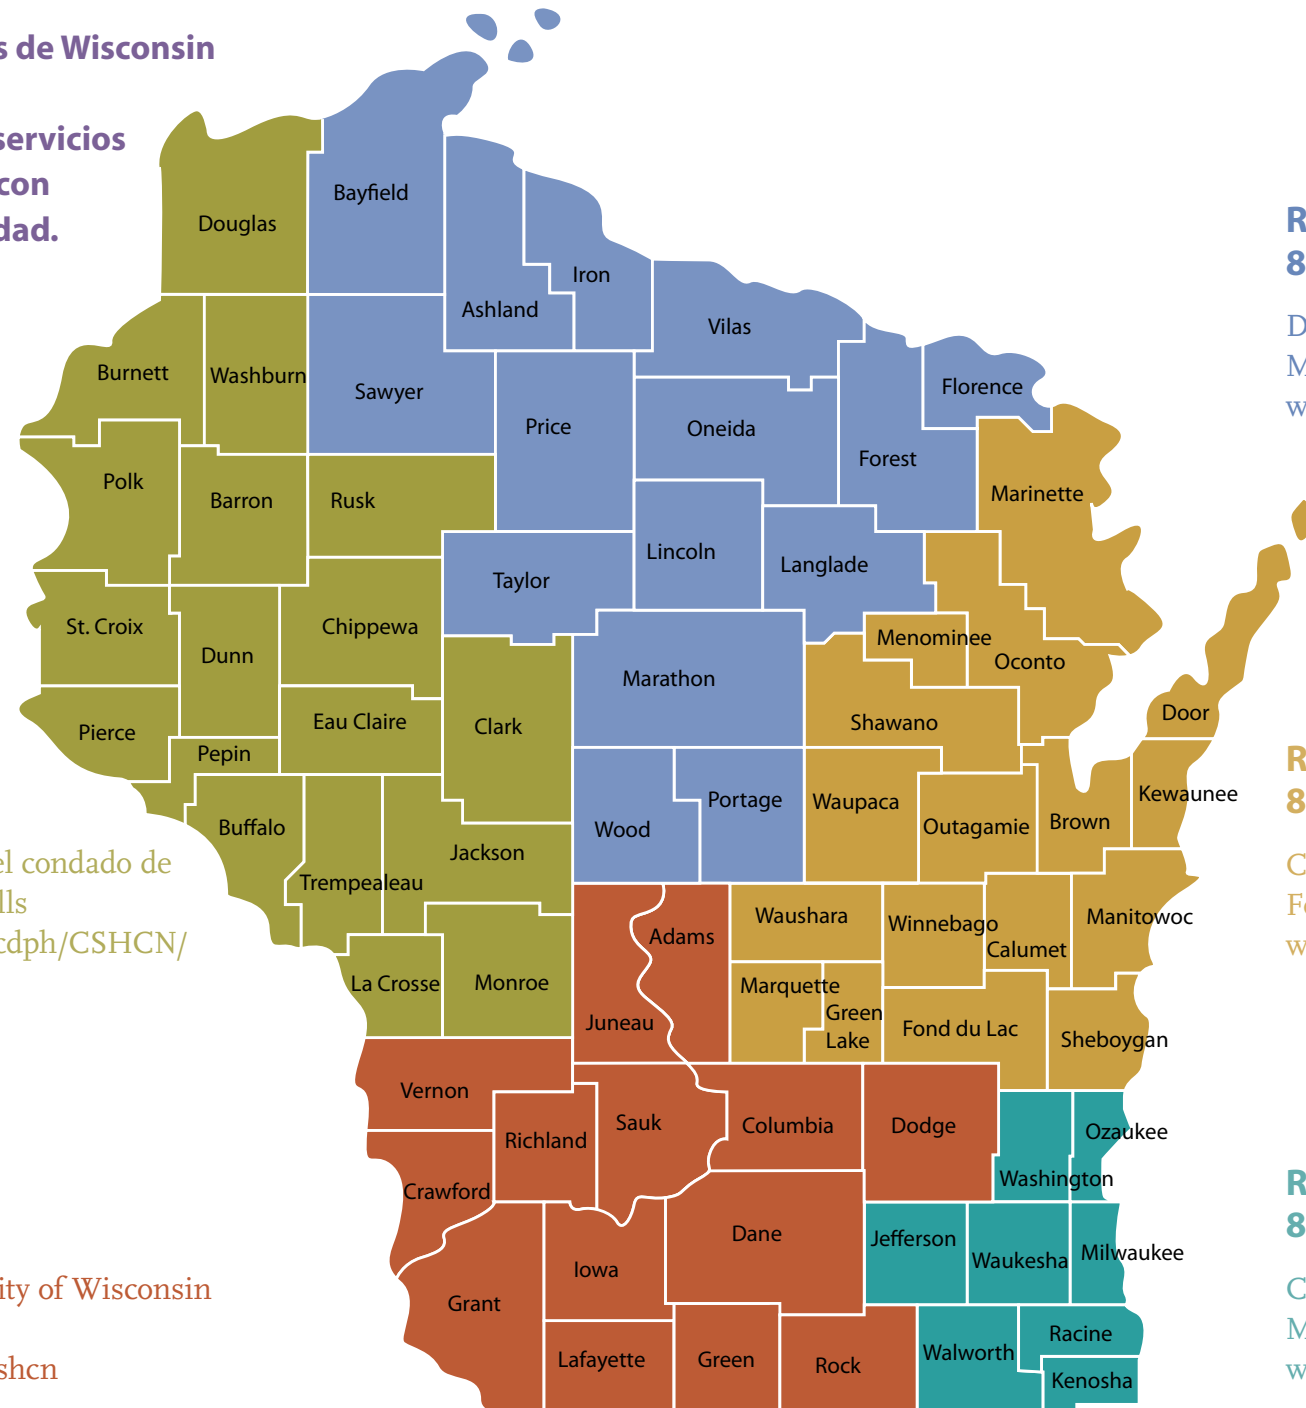 s de Wisconsin
servicios
con
dad.
R
8
D
M
w
R
8
C
F
w
R
8
C
M
w
el condado de
lls
cdph/CSHCN/
ity of Wisconsin
shcn
Bayfield
Douglas
Iron
Ashland
Vilas
Burnett
Washburn
Sawyer
Florence
Price
Oneida
Forest
Polk
Barron
Rusk
Marinette
Lincoln
Langlade
Taylor
St. Croix
Chippewa
Menominee
Dunn
Oconto
Marathon
Pierce
Eau Claire
Clark
Shawano
Door
Pepin
Kewaunee
Portage
Waupaca
Buffalo
Wood
Outagamie
Brown
Jackson
Trempealeau
Waushara
Winnebago
Manitowoc
Adams
Calumet
La Crosse
Monroe
Marquette
Juneau
Green
Lake
Fond du Lac
Sheboygan
Vernon
Sauk
Columbia
Dodge
Ozaukee
Richland
Washington
Crawford
Dane
Jefferson
Waukesha
Milwaukee
Iowa
Grant
Racine
Lafayette
Green
Rock
Walworth
Kenosha